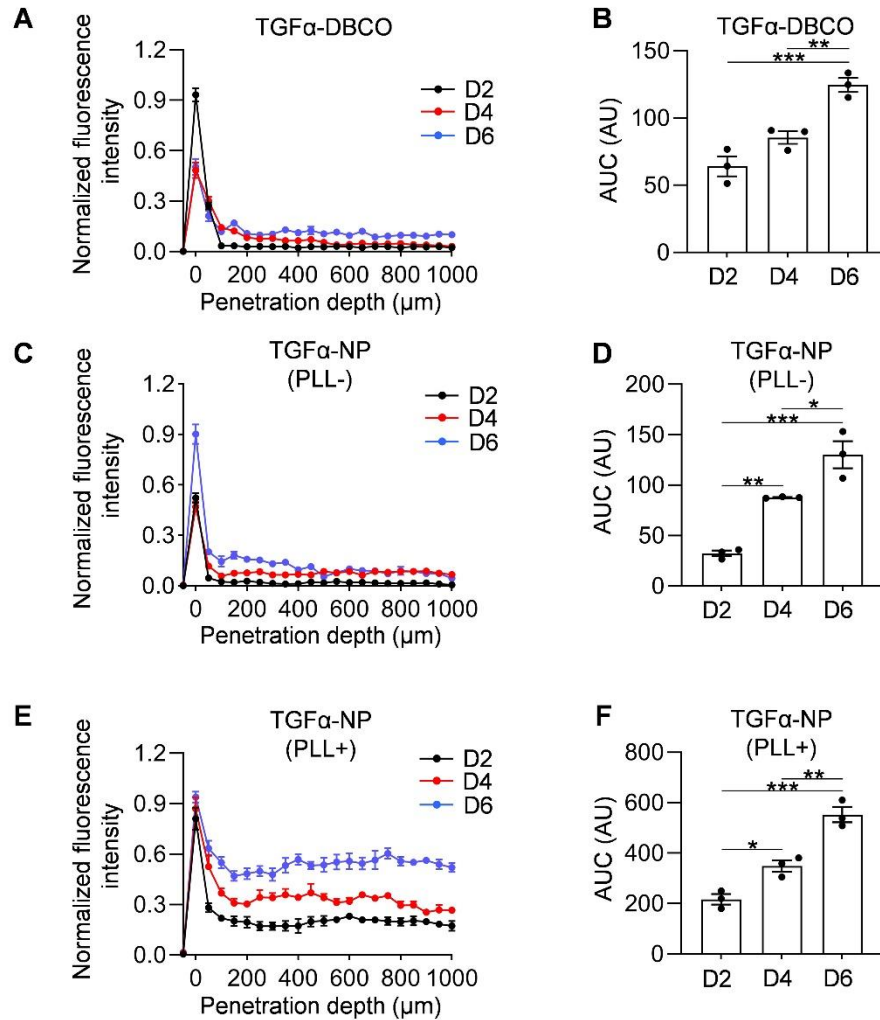 A
TGFα-DBCO
Normalized fluorescence
intensity
1.2
0.9
0.6
0.3
0.0
D2
D4
D6
0 200 400 600 800 1000
Penetration depth (µm)
B
TGFα-DBCO
AUC (AU)
150
100
50
0
**
***
D2 D4 D6
C
TGFα-NP
(PLL-)
Normalized fluorescence
intensity
1.2
0.9
0.6
0.3
0.0
D2
D4
D6
0 200 400 600 800 1000
Penetration depth (µm)
D
TGFα-NP
(PLL-)
AUC (AU)
200
150
100
50
0
*
***
**
D2 D4 D6
E
TGFα-NP
(PLL+)
Normalized fluorescence
intensity
1.2
0.9
0.6
0.3
0.0
D2
D4
D6
0 200 400 600 800 1000
Penetration depth (µm)
F
TGFα-NP
(PLL+)
AUC (AU)
800
600
400
200
0
**
***
*
D2 D4 D6